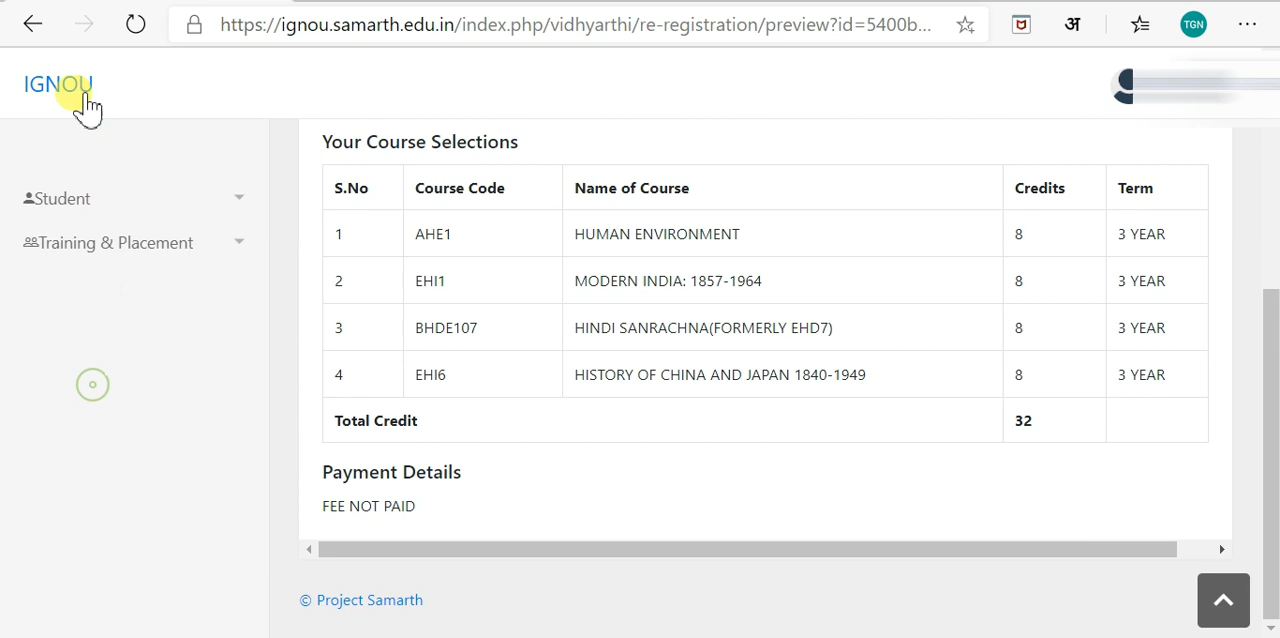 https://ignou.samarth.edu.in/index.php/vidhyarthi/re-registration/preview?id=5400b...
अ
TGN
IGNOU
Student
Training & Placement
Your Course Selections
S.No Course Code Name of Course Credits Term
1 AHE1 HUMAN ENVIRONMENT 8 3 YEAR
2 EHI1 MODERN INDIA: 1857-1964 8 3 YEAR
3 BHDE107 HINDI SANRACHNA(FORMERLY EHD7) 8 3 YEAR
4 EHI6 HISTORY OF CHINA AND JAPAN 1840-1949 8 3 YEAR
Total Credit 32
Payment Details
FEE NOT PAID
© Project Samarth